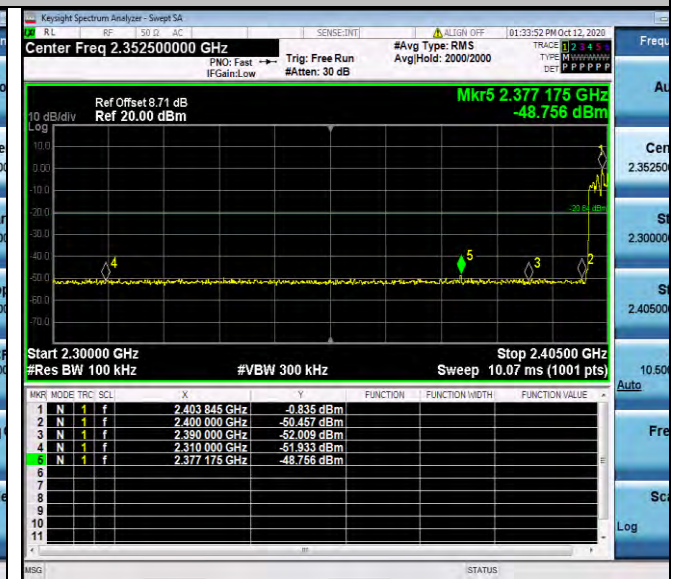 Keysight Spectrum Analyzer - Swept SA
RL RF 50 Ω AC SENSE:INT ALIGN OFF 01:33:52 PM Oct 12, 2020
Center Freq 2.352500000 GHz
PNO: Fast Trig: Free Run
IFGain:Low #Atten: 30 dB
#Avg Type: RMS
Avg|Hold: 2000/2000
TRACE 1 2 3 4 5 6
TYPE M
DET P P P P P
Frequ
Au
Ref Offset 8.71 dB
Ref 20.00 dBm
10 dB/div
Log
Mkr5 2.377 175 GHz
-48.756 dBm
10.0
0.00
-10.0
-20.0
-30.0
-40.0
-50.0
-60.0
-70.0
1
2
3
4
5
Cen
2.35250
St
2.30000
St
2.40500
10.50
Auto
Fre
Sca
Log
Start 2.30000 GHz Stop 2.40500 GHz
#Res BW 100 kHz #VBW 300 kHz Sweep 10.07 ms (1001 pts)
MKR MODE TRC SCL X Y FUNCTION FUNCTION WIDTH FUNCTION VALUE
1 N 1 f 2.403 845 GHz -0.835 dBm
2 N 1 f 2.400 000 GHz -50.457 dBm
3 N 1 f 2.390 000 GHz -52.009 dBm
4 N 1 f 2.310 000 GHz -51.933 dBm
5 N 1 f 2.377 175 GHz -48.756 dBm
6
7
8
9
10
11
MSG STATUS